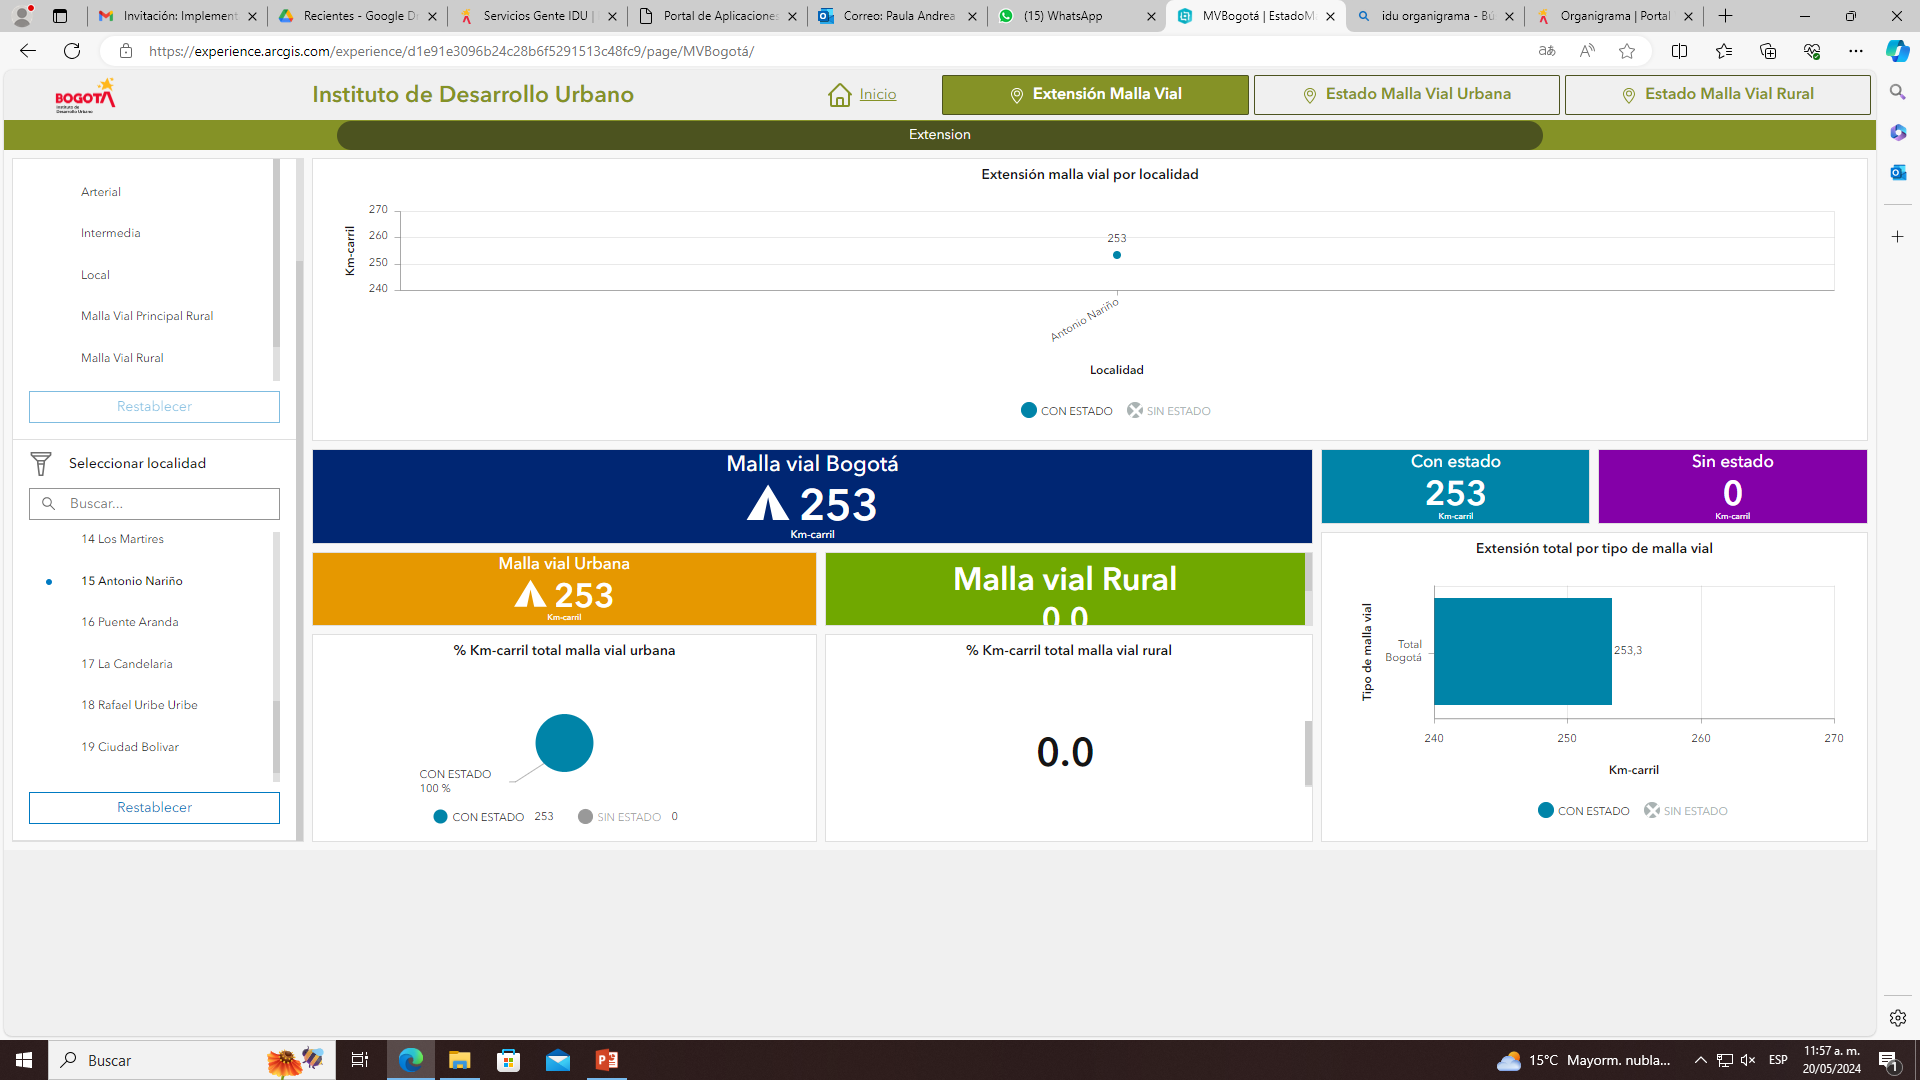 Invitación: Implement
Recientes - Google D
Servicios Gente IDU |
Portal de Aplicaciones
Correo: Paula Andrea
(15) WhatsApp
MVBogotá | EstadoMa
idu organigrama - Bú
Organigrama | Portal
https://experience.arcgis.com/experience/d1e91e3096b24c28b6f5291513c48fc9/page/MVBogotá/
BOGOTÁ
Instituto de Desarrollo Urbano
Inicio
Extensión Malla Vial
Estado Malla Vial Urbana
Estado Malla Vial Rural
Extension
Arterial
Intermedia
Local
Malla Vial Principal Rural
Malla Vial Rural
Restablecer
Seleccionar localidad
Buscar...
14 Los Martires
15 Antonio Nariño
16 Puente Aranda
17 La Candelaria
18 Rafael Uribe Uribe
19 Ciudad Bolivar
Restablecer
Extensión malla vial por localidad
Km-carril
270
260
250
240
253
Antonio Nariño
Localidad
CON ESTADO
SIN ESTADO
Malla vial Bogotá
253
Km-carril
Con estado
253
Km-carril
Sin estado
0
Km-carril
Malla vial Urbana
253
Km-carril
Malla vial Rural
0.0
% Km-carril total malla vial urbana
CON ESTADO
100 %
CON ESTADO 253
SIN ESTADO 0
% Km-carril total malla vial rural
0.0
Extensión total por tipo de malla vial
Tipo de malla vial
Total
Bogotá
253,3
240
250
260
270
Km-carril
CON ESTADO
SIN ESTADO
Buscar
15°C Mayorm. nubla...
ESP
11:57 a. m.
20/05/2024
1